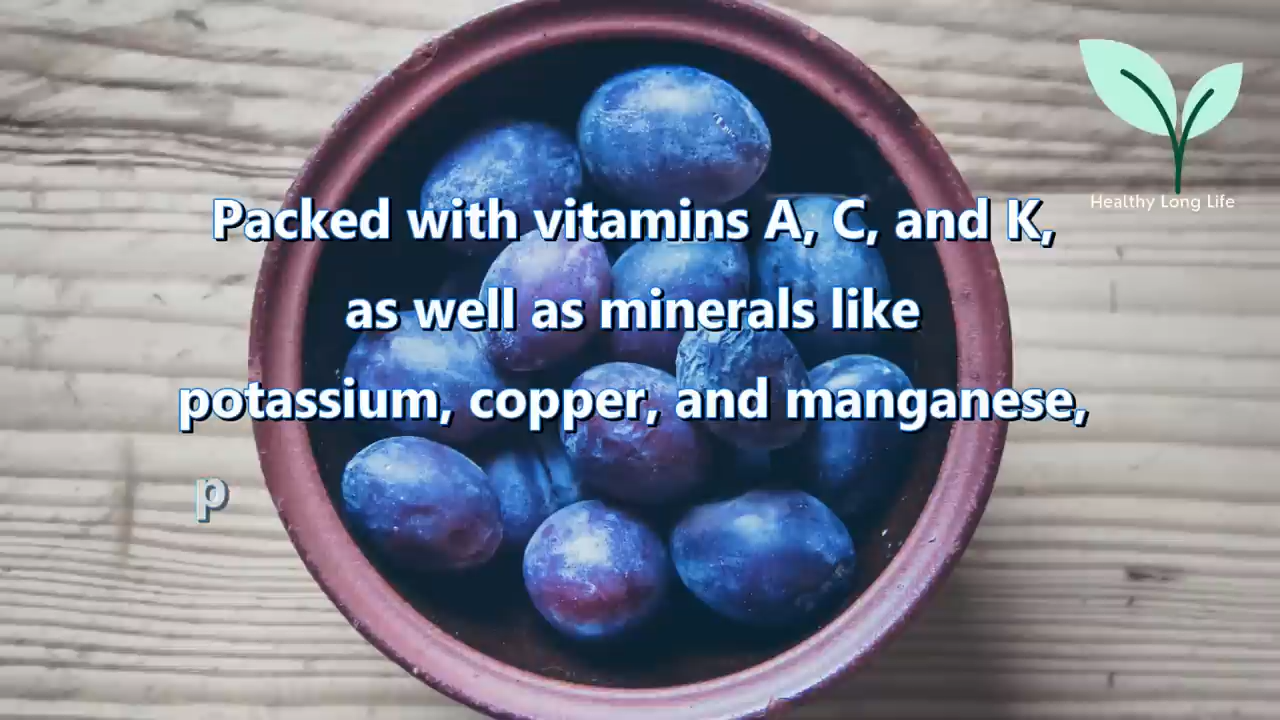 Healthy Long Life
Packed with vitamins A, C, and K,
as well as minerals like
potassium, copper, and manganese,
p